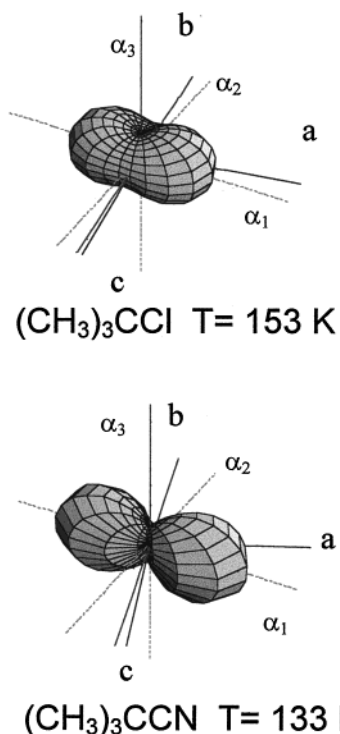 b
α₃
α₂
a
α₁
c
(CH₃)₃CCl T= 153 K
b
α₃
α₂
a
α₁
c
(CH₃)₃CCN T= 133